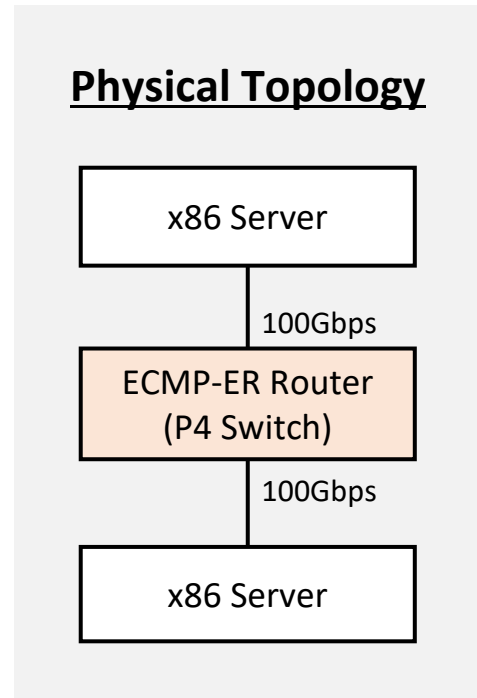 Physical Topology
x86 Server
100Gbps
ECMP-ER Router
(P4 Switch)
100Gbps
x86 Server